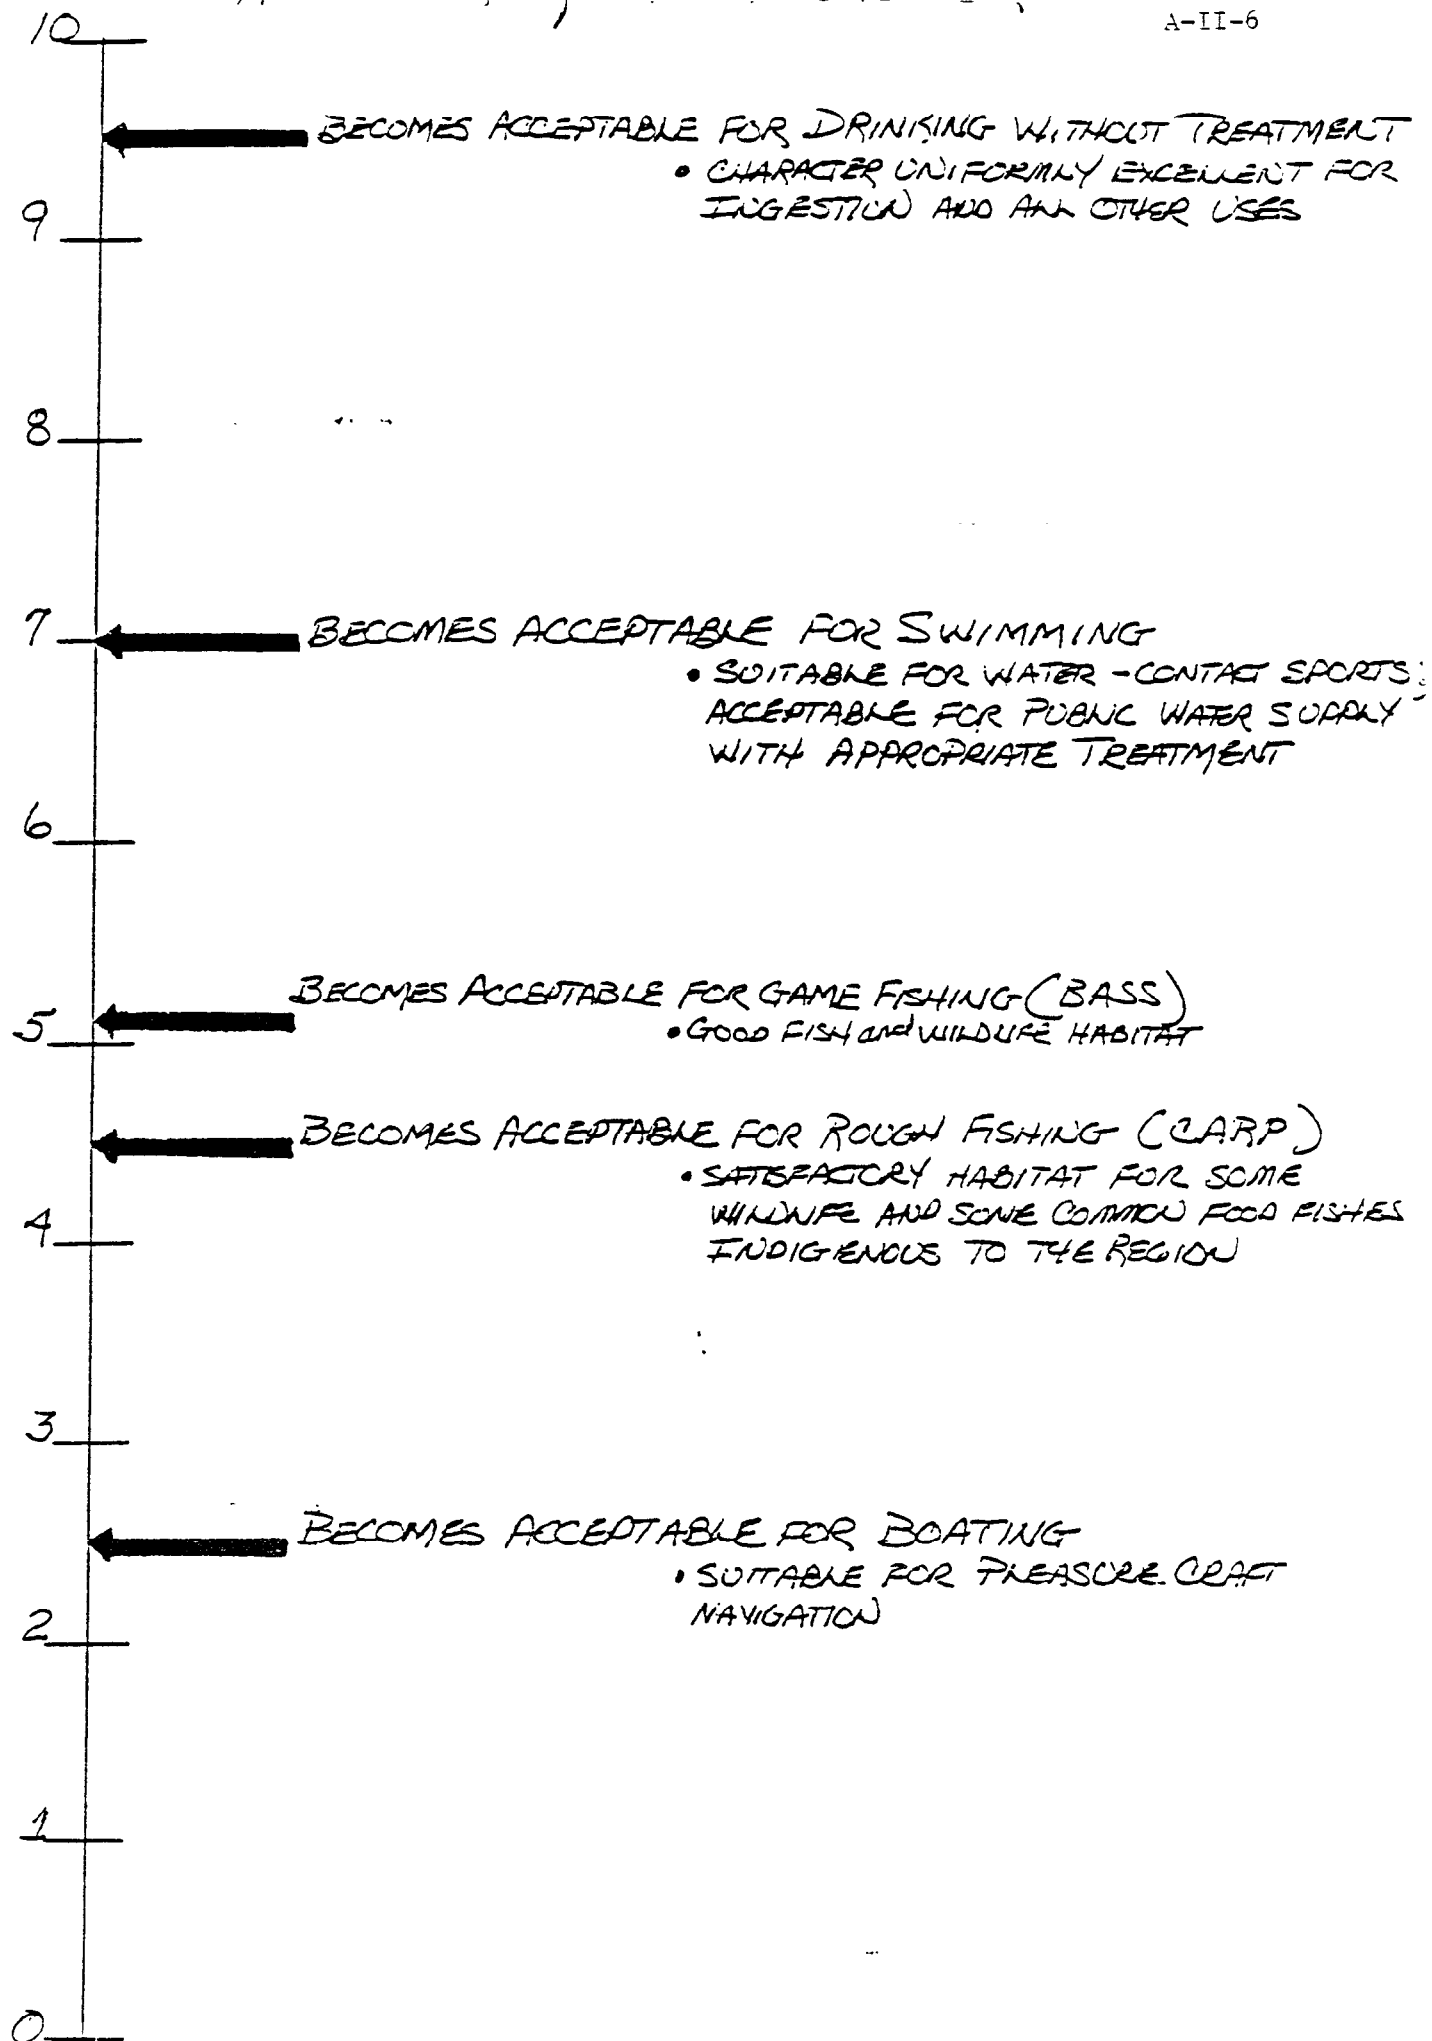 A-II-6
10
BECOMES ACCEPTABLE FOR DRINKING WITHOUT TREATMENT
• CHARACTER UNIFORMLY EXCELLENT FOR
INGESTION AND ALL OTHER USES
9
8
7
BECOMES ACCEPTABLE FOR SWIMMING
• SUITABLE FOR WATER-CONTACT SPORTS;
ACCEPTABLE FOR PUBLIC WATER SUPPLY
WITH APPROPRIATE TREATMENT
6
BECOMES ACCEPTABLE FOR GAME FISHING (BASS)
• GOOD FISH and WILDLIFE HABITAT
5
BECOMES ACCEPTABLE FOR ROUGH FISHING (CARP)
• SATISFACTORY HABITAT FOR SOME
WILDLIFE AND SOME COMMON FOOD FISHES
INDIGENOUS TO THE REGION
4
3
BECOMES ACCEPTABLE FOR BOATING
• SUITABLE FOR PLEASURE CRAFT
NAVIGATION
2
1
0